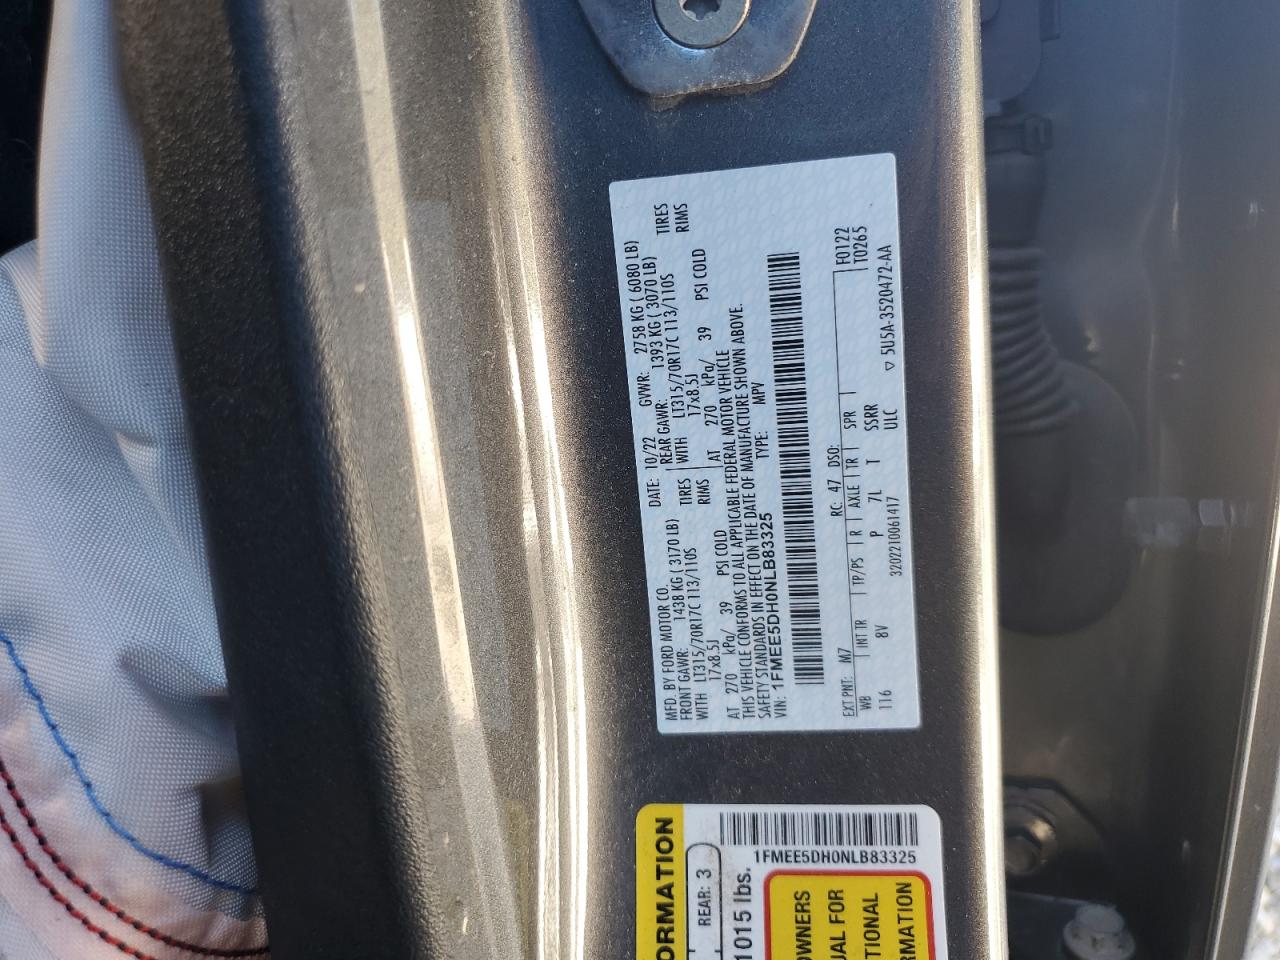 MFD. BY FORD MOTOR CO.
DATE: 10/22 GVWR: 2758 KG ( 6080 LB)
FRONT GAWR: 1438 KG ( 3170 LB) REAR GAWR: 1393 KG ( 3070 LB)
WITH LT315/70R17C 113/110S TIRES WITH LT315/70R17C 113/110S TIRES
17x8.5J RIMS 17x8.5J RIMS
AT 270 kPa/ 39 PSI COLD AT 270 kPa/ 39 PSI COLD
THIS VEHICLE CONFORMS TO ALL APPLICABLE FEDERAL MOTOR VEHICLE
SAFETY STANDARDS IN EFFECT ON THE DATE OF MANUFACTURE SHOWN ABOVE.
VIN: 1FMEE5DH0NLB83325 TYPE: MPV
F0122
T0265
EXT PNT: M7 RC: 47 DSO:
WB INT TR TP/PS R AXLE TR SPR
116 8V P 7L T SSRR
ULC
3202210061417
▽ 5U5A-3520472-AA
ORMATION
REAR: 3
1015 lbs.
1FMEE5DH0NLB83325
OWNERS
UAL FOR
TIONAL
RMATION